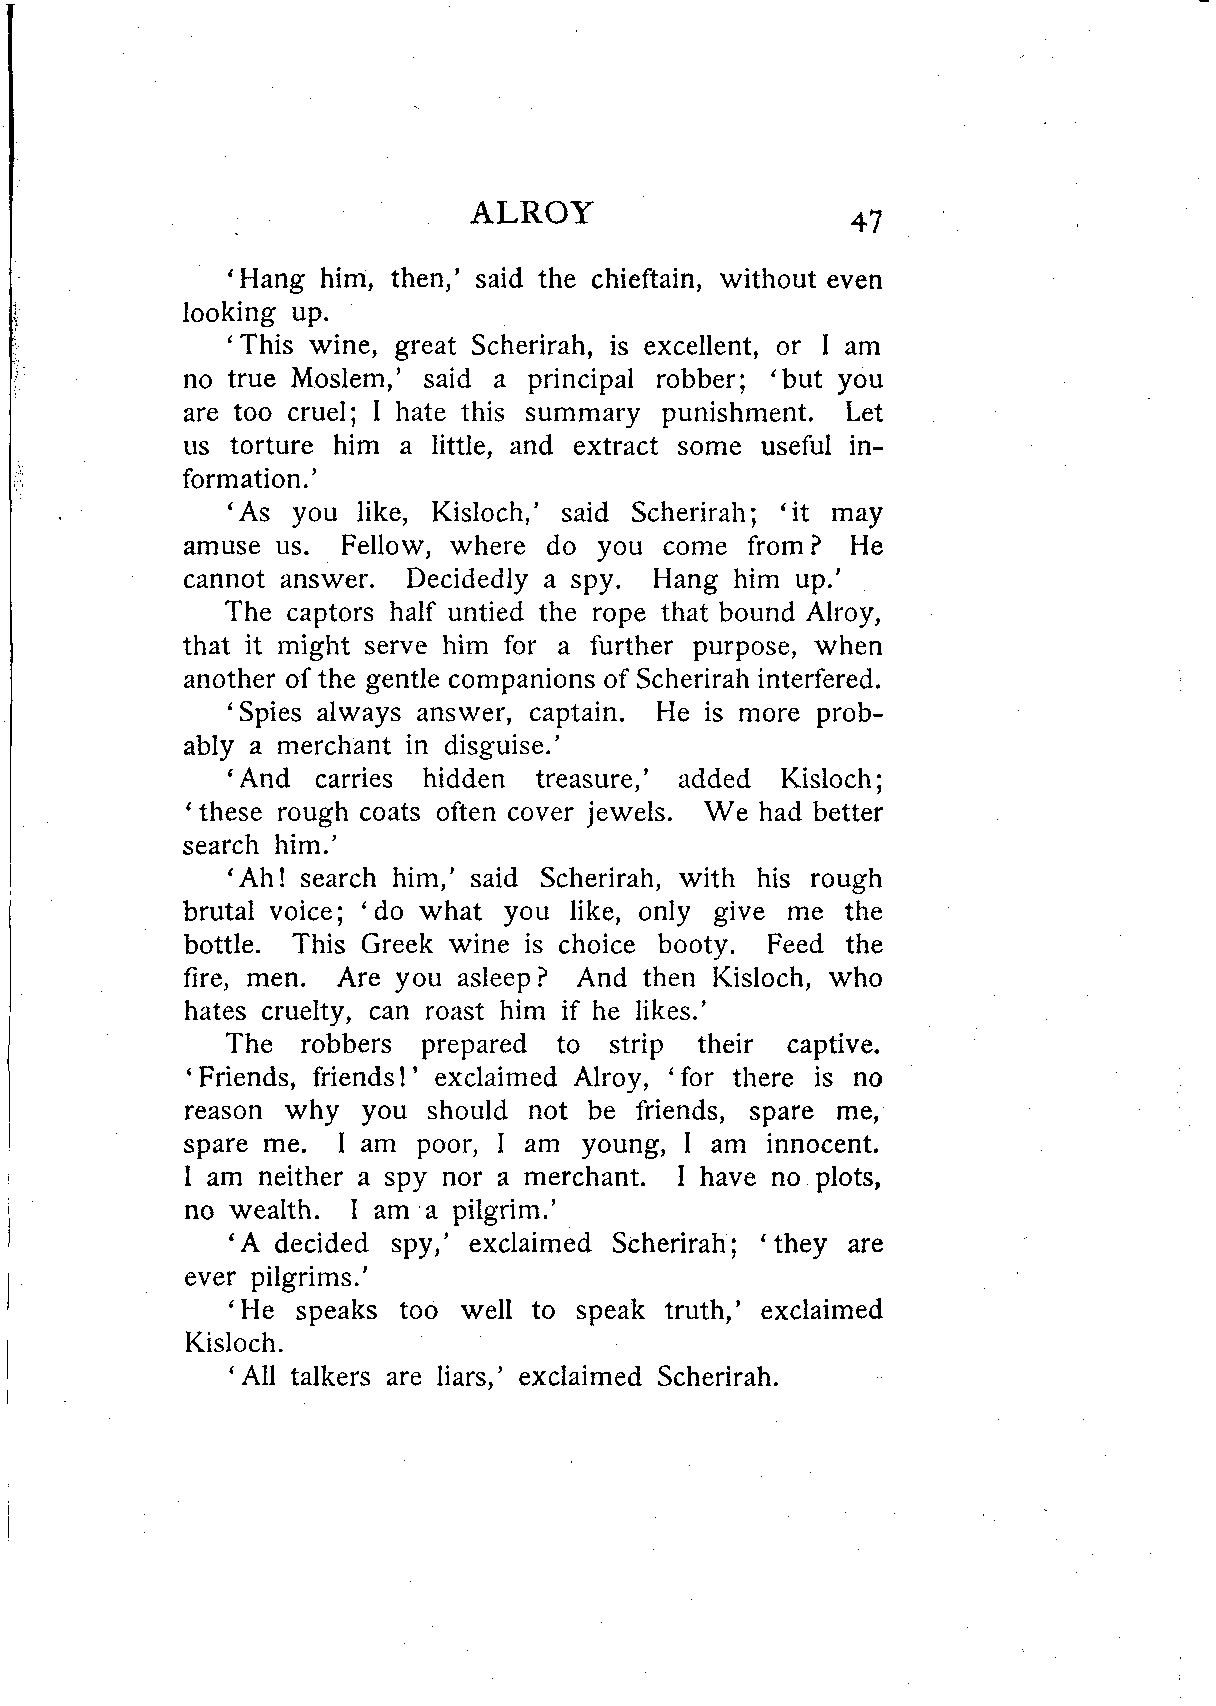 ALROY 47
‘Hang him, then,’ said the chieftain, without even
looking up.
‘This wine, great Scherirah, is excellent, or I am
no true Moslem,’ said a principal robber; ‘but you
are too cruel; I hate this summary punishment. Let
us torture him a little, and extract some useful in-
formation.’
‘As you like, Kisloch,’ said Scherirah; ‘it may
amuse us. Fellow, where do you come from? He
cannot answer. Decidedly a spy. Hang him up.’
The captors half untied the rope that bound Alroy,
that it might serve him for a further purpose, when
another of the gentle companions of Scherirah interfered.
‘Spies always answer, captain. He is more prob-
ably a merchant in disguise.’
‘And carries hidden treasure,’ added Kisloch;
‘these rough coats often cover jewels. We had better
search him.’
‘Ah! search him,’ said Scherirah, with his rough
brutal voice; ‘do what you like, only give me the
bottle. This Greek wine is choice booty. Feed the
fire, men. Are you asleep? And then Kisloch, who
hates cruelty, can roast him if he likes.’
The robbers prepared to strip their captive.
‘Friends, friends!’ exclaimed Alroy, ‘for there is no
reason why you should not be friends, spare me,
spare me. I am poor, I am young, I am innocent.
I am neither a spy nor a merchant. I have no plots,
no wealth. I am a pilgrim.’
‘A decided spy,’ exclaimed Scherirah; ‘they are
ever pilgrims.’
‘He speaks too well to speak truth,’ exclaimed
Kisloch.
‘All talkers are liars,’ exclaimed Scherirah.